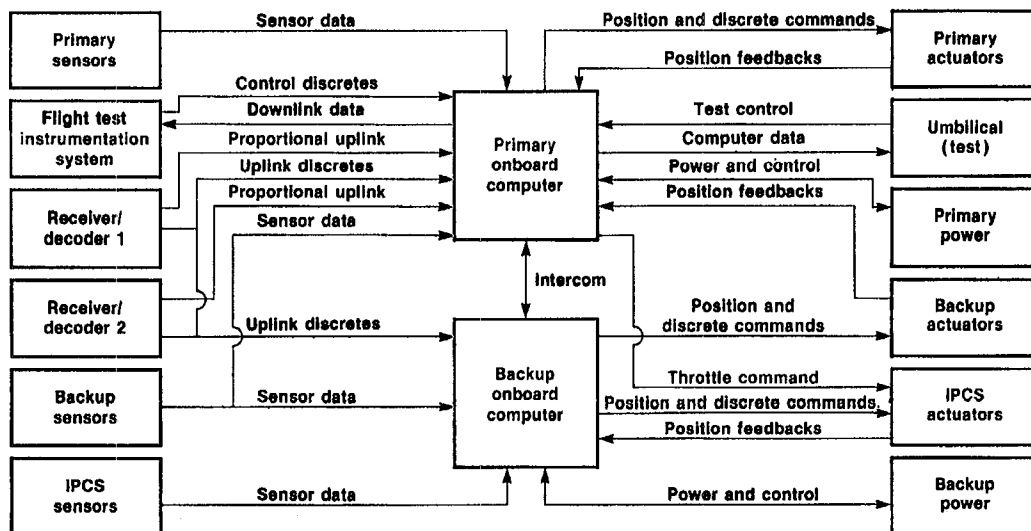 Primary
sensors
Flight test
instrumentation
system
Receiver/
decoder 1
Receiver/
decoder 2
Backup
sensors
IPCS
sensors
Sensor data
Control discretes
Downlink data
Proportional uplink
Uplink discretes
Proportional uplink
Sensor data
Uplink discretes
Sensor data
Sensor data
Primary
onboard
computer
Intercom
Backup
onboard
computer
Position and discrete commands
Position feedbacks
Test control
Computer data
Power and control
Position feedbacks
Position and
discrete commands
Throttle command
Position and discrete commands
Position feedbacks
Power and control
Primary
actuators
Umbilical
(test)
Primary
power
Backup
actuators
IPCS
actuators
Backup
power